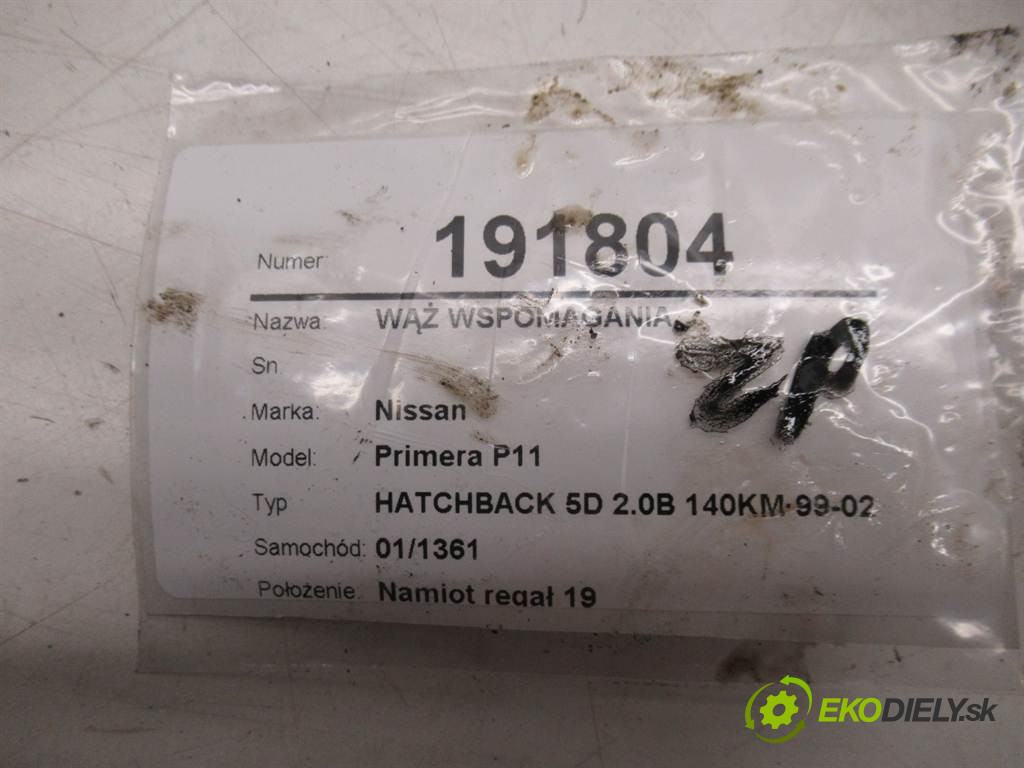 Numer: 191804
Nazwa: WĄŻ WSPOMAGANIA
Sn
Marka: Nissan
Model: Primera P11
Typ HATCHBACK 5D 2.0B 140KM 99-02
Samochód: 01/1361
Położenie: Namiot regał 19
ZP
EKODIELY.sk